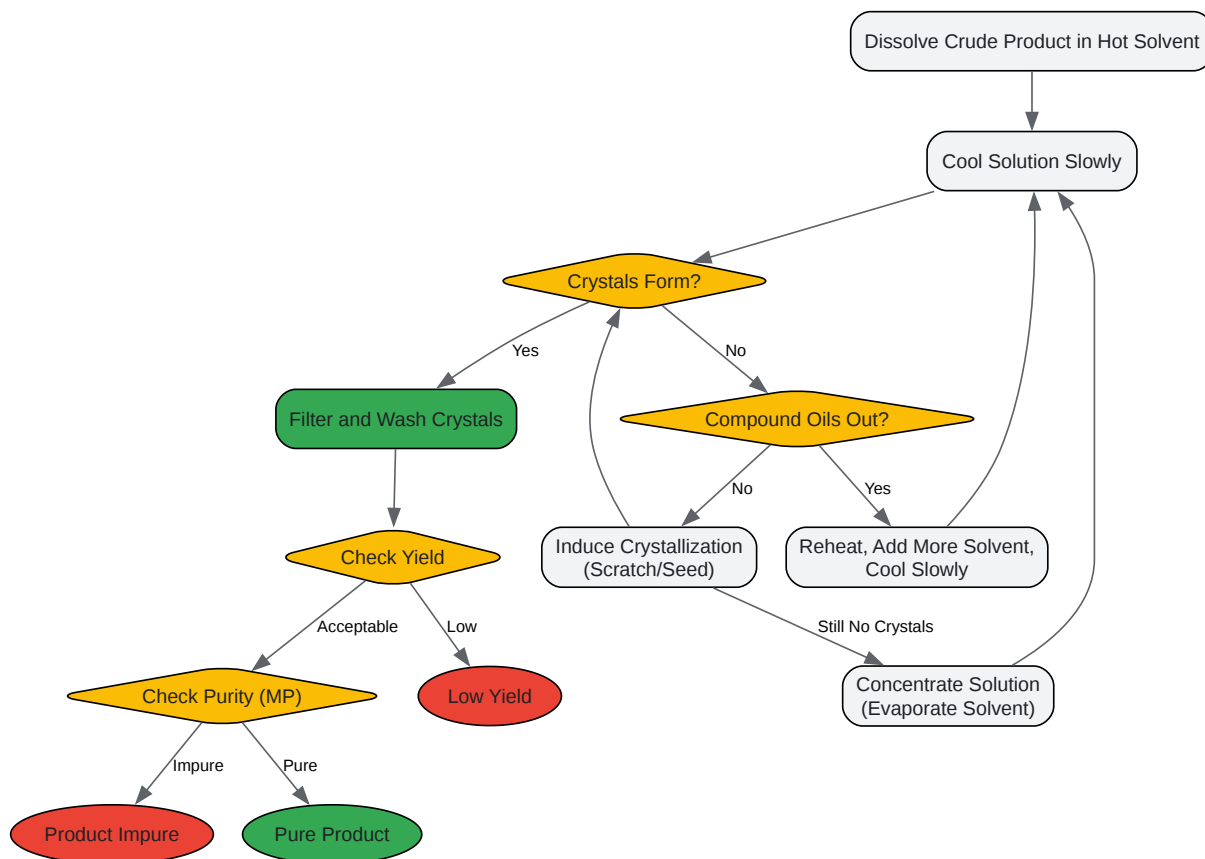 Dissolve Crude Product in Hot Solvent
Cool Solution Slowly
Crystals Form?
Yes
No
Filter and Wash Crystals
Compound Oils Out?
No
Yes
Induce Crystallization
(Scratch/Seed)
Reheat, Add More Solvent,
Cool Slowly
Check Yield
Acceptable
Low
Still No Crystals
Check Purity (MP)
Low Yield
Concentrate Solution
(Evaporate Solvent)
Impure
Pure
Product Impure
Pure Product